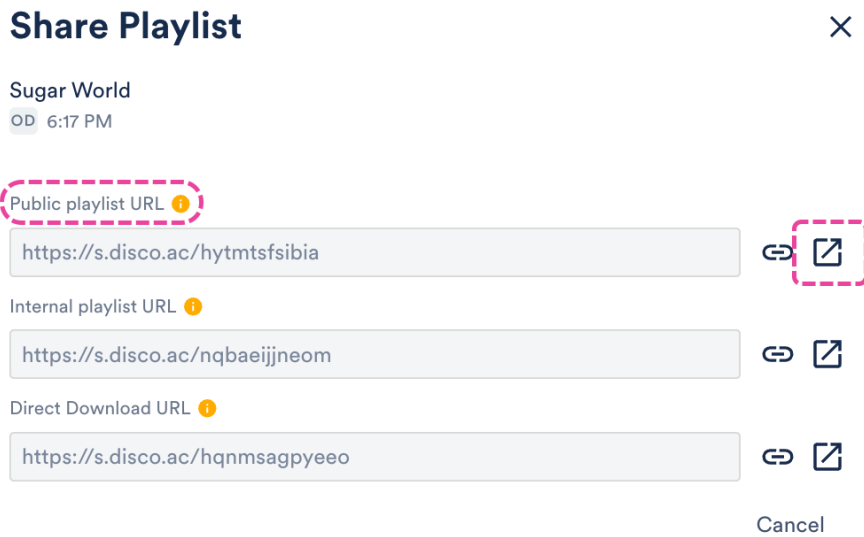 Share Playlist
Sugar World
OD 6:17 PM
Public playlist URL
https://s.disco.ac/hytmtsfsibia
Internal playlist URL
https://s.disco.ac/nqbaeijjneom
Direct Download URL
https://s.disco.ac/hqnmsagpyeeo
Cancel